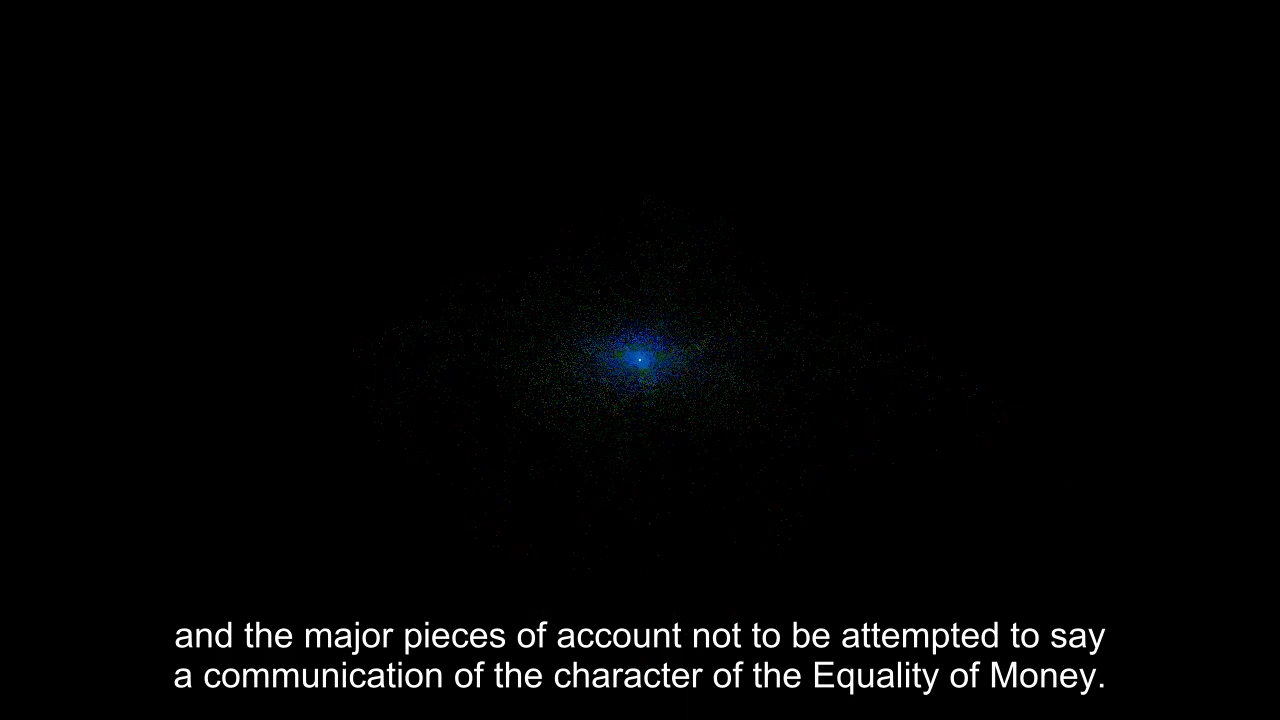 and the major pieces of account not to be attempted to say
a communication of the character of the Equality of Money.